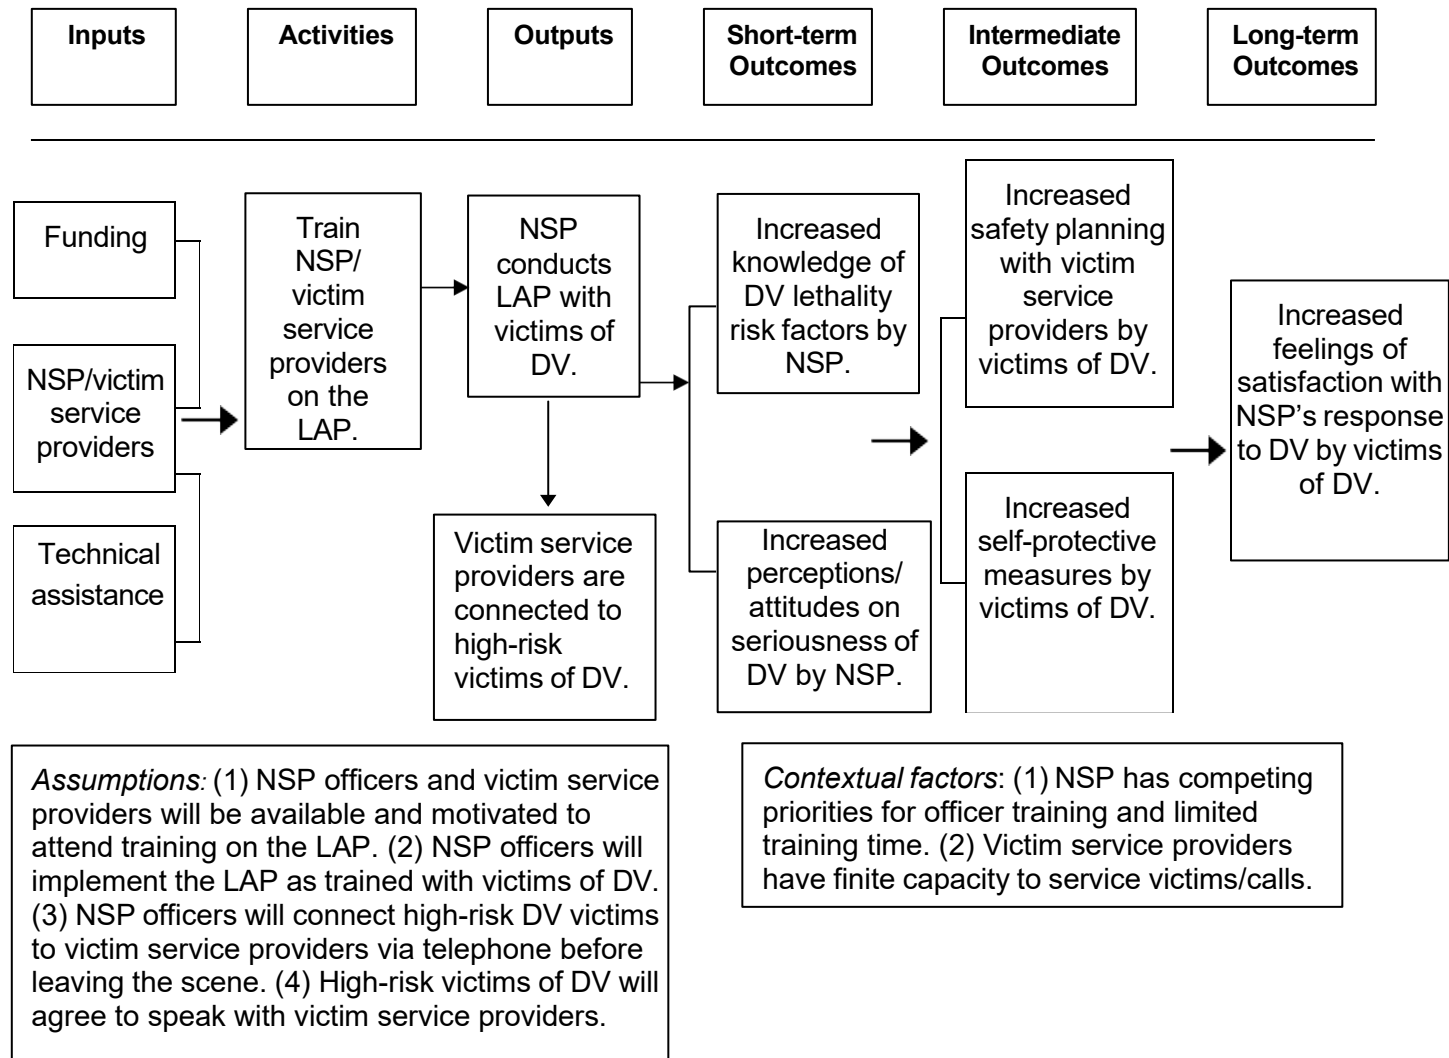 Inputs
Activities
Outputs
Short-term
Outcomes
Intermediate
Outcomes
Long-term
Outcomes
Funding
NSP/victim
service
providers
Technical
assistance
Train
NSP/
victim
service
providers
on the
LAP.
NSP
conducts
LAP with
victims of
DV.
Victim service
providers are
connected to
high-risk
victims of DV.
Increased
knowledge of
DV lethality
risk factors by
NSP.
Increased
perceptions/
attitudes on
seriousness of
DV by NSP.
Increased
safety planning
with victim
service
providers by
victims of DV.
Increased
self-protective
measures by
victims of DV.
Increased
feelings of
satisfaction with
NSP’s response
to DV by victims
of DV.
Assumptions: (1) NSP officers and victim service
providers will be available and motivated to
attend training on the LAP. (2) NSP officers will
implement the LAP as trained with victims of DV.
(3) NSP officers will connect high-risk DV victims
to victim service providers via telephone before
leaving the scene. (4) High-risk victims of DV will
agree to speak with victim service providers.
Contextual factors: (1) NSP has competing
priorities for officer training and limited
training time. (2) Victim service providers
have finite capacity to service victims/calls.